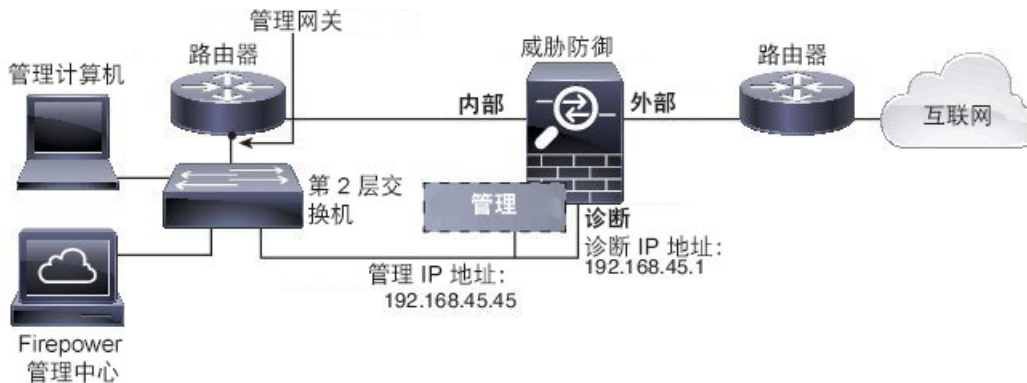 管理网关
路由器
威胁防御
路由器
管理计算机
内部
外部
互联网
第 2 层交
换机
管理
诊断
诊断 IP 地址：
192.168.45.1
管理 IP 地址：
192.168.45.45
Firepower
管理中心